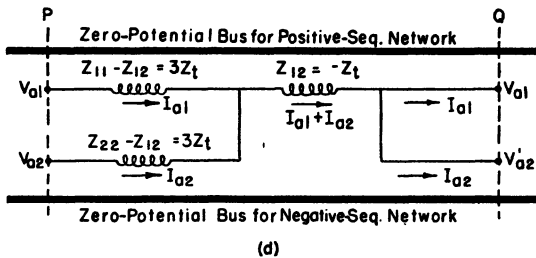 P Q
Zero-Potential Bus for Positive-Seq. Network
Z11 - Z12 = 3Zt Z12 = -Zt
Va1 Va1
Ia1 Ia1+Ia2 Ia1
Z22 - Z12 = 3Zt
Va2 V'a2
Ia2 Ia2
Zero-Potential Bus for Negative-Seq. Network
(d)